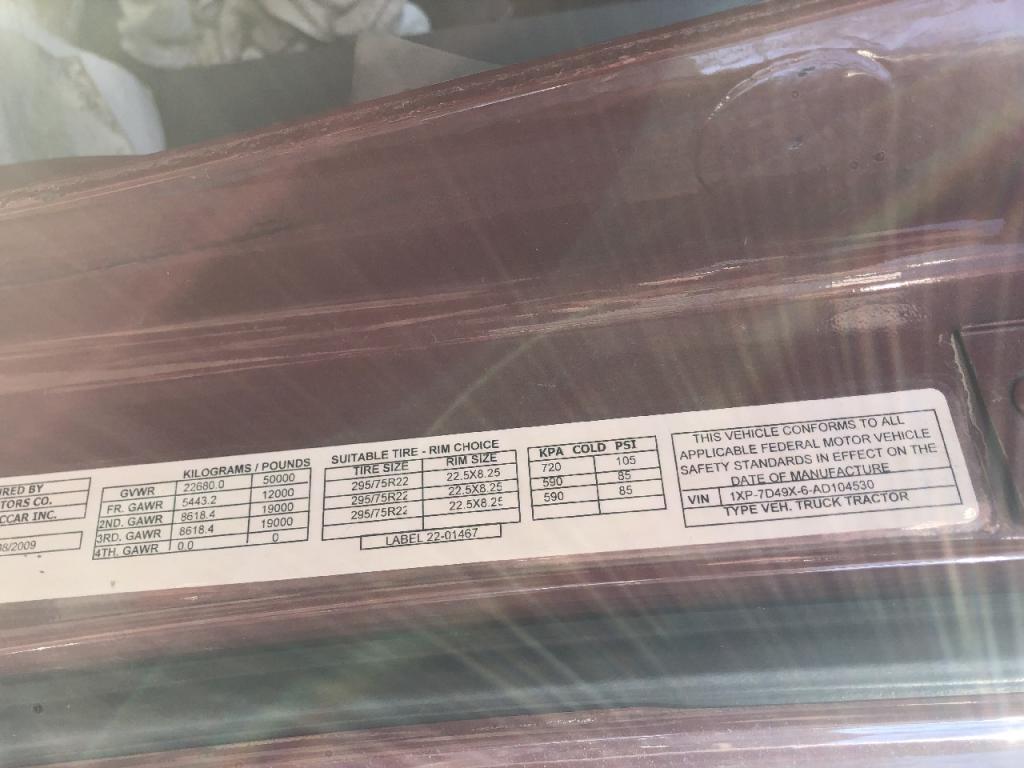 RED BY
TORS CO.
CCAR INC.
08/2009
KILOGRAMS / POUNDS
GVWR 22680.0 50000
FR. GAWR 5443.2 12000
2ND. GAWR 8618.4 19000
3RD. GAWR 8618.4 19000
4TH. GAWR 0.0 0
SUITABLE TIRE - RIM CHOICE
TIRE SIZE RIM SIZE
295/75R22 22.5X8.25
295/75R22 22.5X8.25
295/75R22 22.5X8.25
LABEL 22-01467
KPA COLD PSI
720 105
590 85
590 85
THIS VEHICLE CONFORMS TO ALL
APPLICABLE FEDERAL MOTOR VEHICLE
SAFETY STANDARDS IN EFFECT ON THE
DATE OF MANUFACTURE
VIN 1XP-7D49X-6-AD104530
TYPE VEH. TRUCK TRACTOR